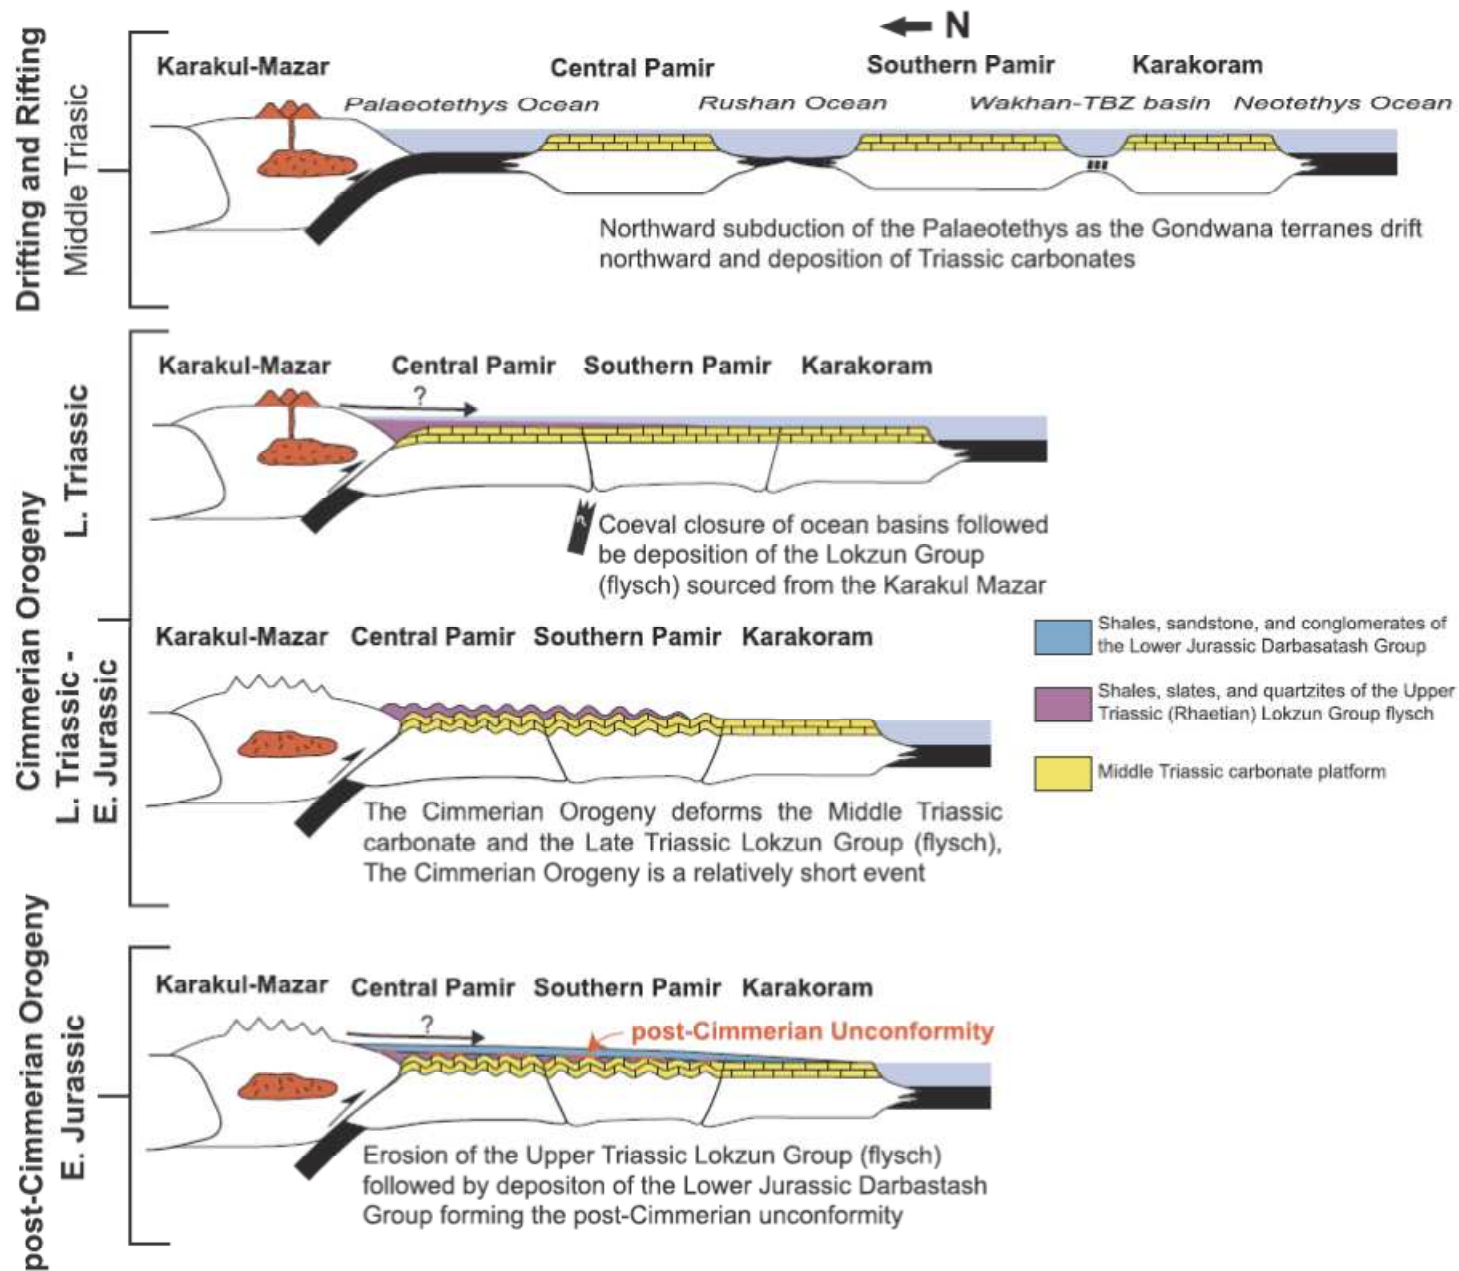 N
Drifting and Rifting
Middle Triasic
Karakul-Mazar
Central Pamir
Southern Pamir
Karakoram
Palaeotethys Ocean
Rushan Ocean
Wakhan-TBZ basin
Neotethys Ocean
Northward subduction of the Palaeotethys as the Gondwana terranes drift
northward and deposition of Triassic carbonates
Cimmerian Orogeny
L. Triassic
Karakul-Mazar
Central Pamir
Southern Pamir
Karakoram
?
?
Coeval closure of ocean basins followed
be deposition of the Lokzun Group
(flysch) sourced from the Karakul Mazar
L. Triassic -
E. Jurassic
Karakul-Mazar
Central Pamir
Southern Pamir
Karakoram
The Cimmerian Orogeny deforms the Middle Triassic
carbonate and the Late Triassic Lokzun Group (flysch),
The Cimmerian Orogeny is a relatively short event
Shales, sandstone, and conglomerates of
the Lower Jurassic Darbasatash Group
Shales, slates, and quartzites of the Upper
Triassic (Rhaetian) Lokzun Group flysch
Middle Triassic carbonate platform
post-Cimmerian Orogeny
E. Jurassic
Karakul-Mazar
Central Pamir
Southern Pamir
Karakoram
?
post-Cimmerian Unconformity
Erosion of the Upper Triassic Lokzun Group (flysch)
followed by depositon of the Lower Jurassic Darbastash
Group forming the post-Cimmerian unconformity